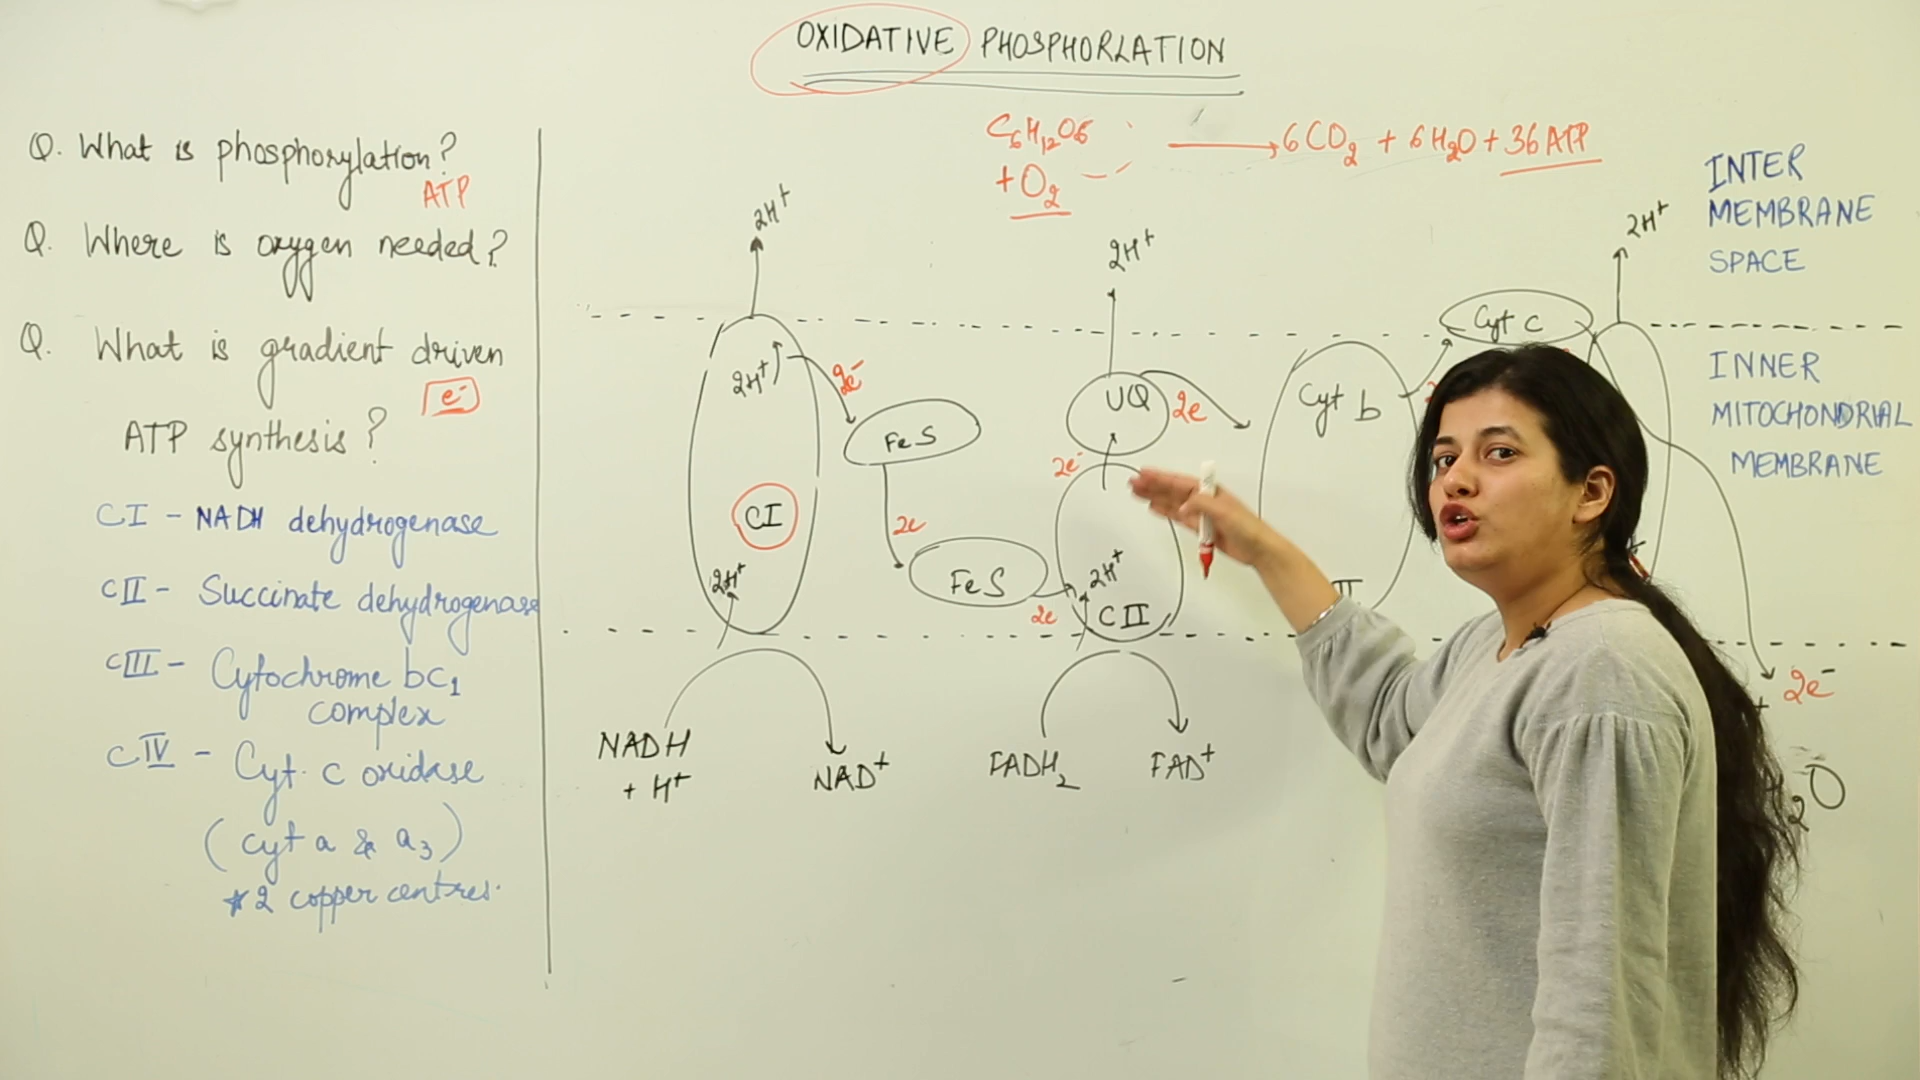 OXIDATIVE PHOSPHORLATION
C6H12O6
+ O2
→ 6CO2 + 6H2O + 36 ATP
Q. What is phosphorylation?
ATP
Q. Where is oxygen needed?
Q. What is gradient driven
e-
ATP synthesis?
CI - NADH dehydrogenase
CII - Succinate dehydrogenase
CIII - Cytochrome bc1
complex
CIV - Cyt. c oxidase
(cyt a & a3)
* 2 copper centres.
2H+
2H+
2e-
FeS
CI
2H+
2e
FeS
2e
NADH
+ H+
NAD+
2H+
UQ
2e
2e-
2H+
CII
FADH2
FAD+
Cyt b
Cyt c
2H+
2e-
INTER
MEMBRANE
SPACE
INNER
MITOCHONDRIAL
MEMBRANE